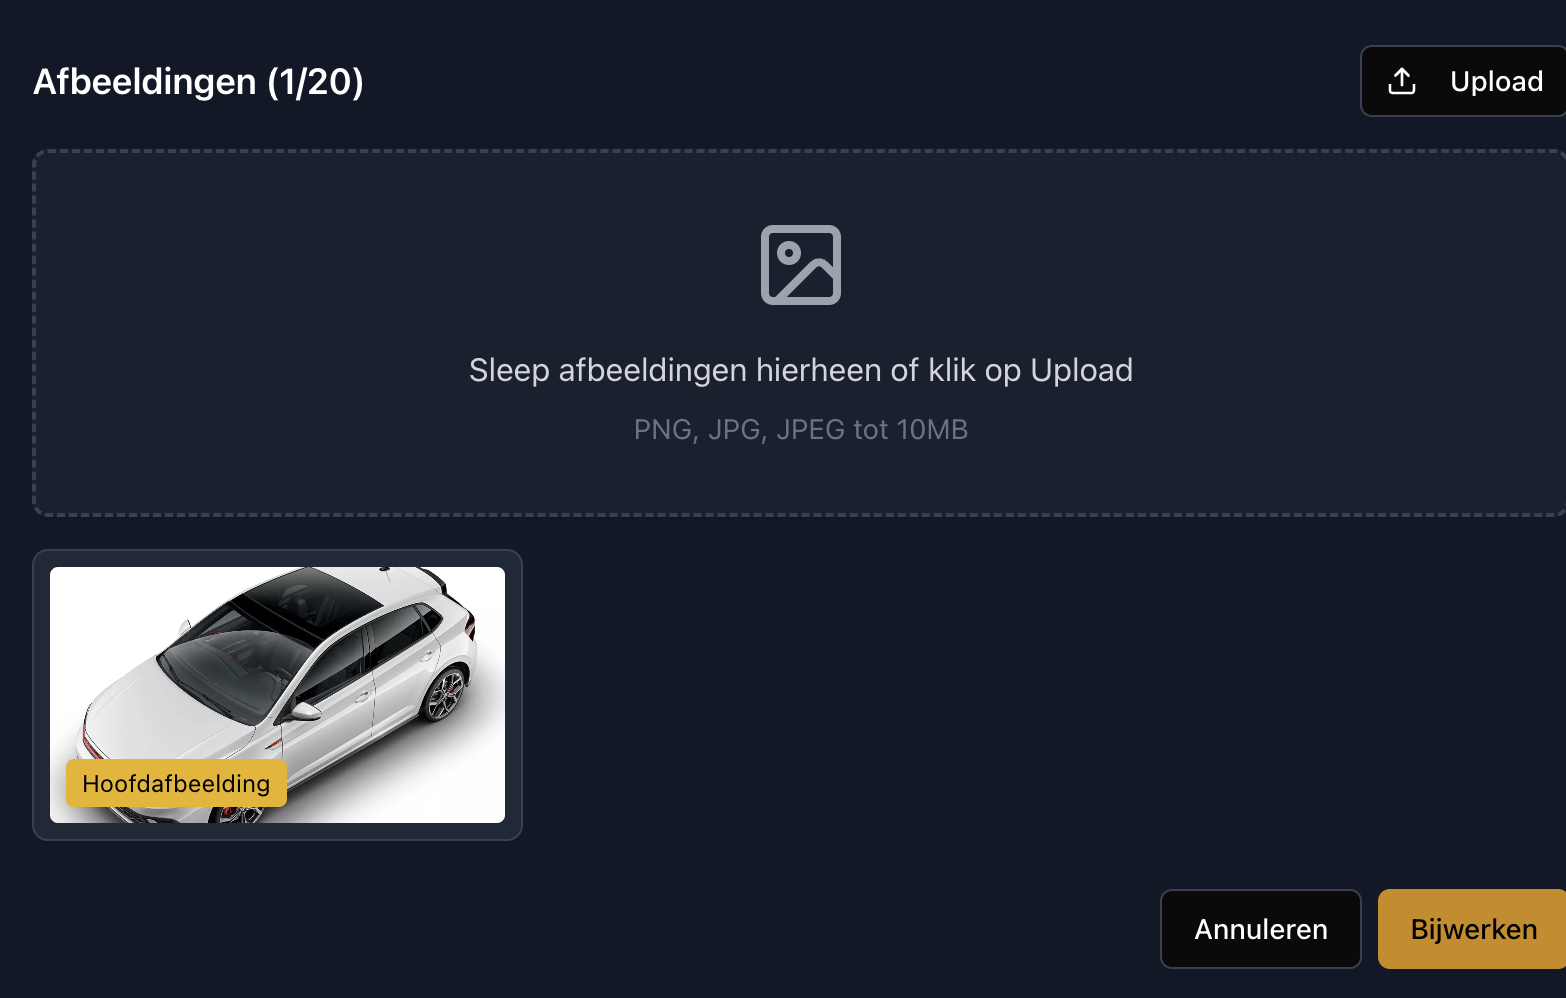 Afbeeldingen (1/20)
Upload
Sleep afbeeldingen hierheen of klik op Upload
PNG, JPG, JPEG tot 10MB
Hoofdafbeelding
Annuleren
Bijwerken